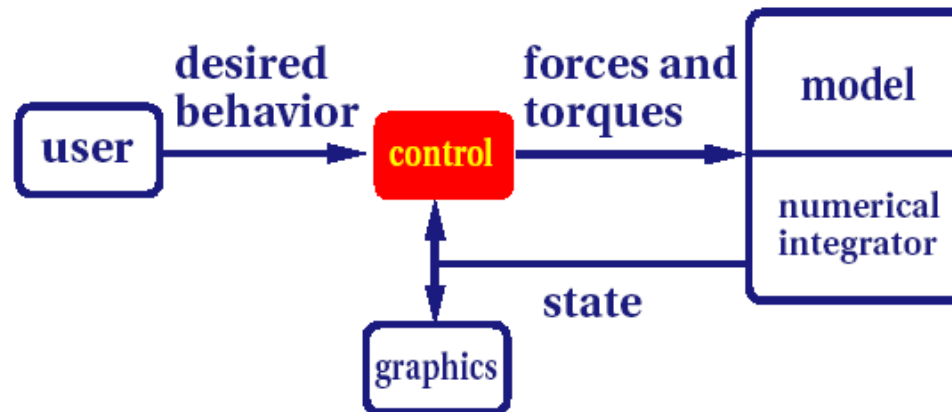 user
desired
behavior
control
forces and
torques
model
numerical
integrator
state
graphics